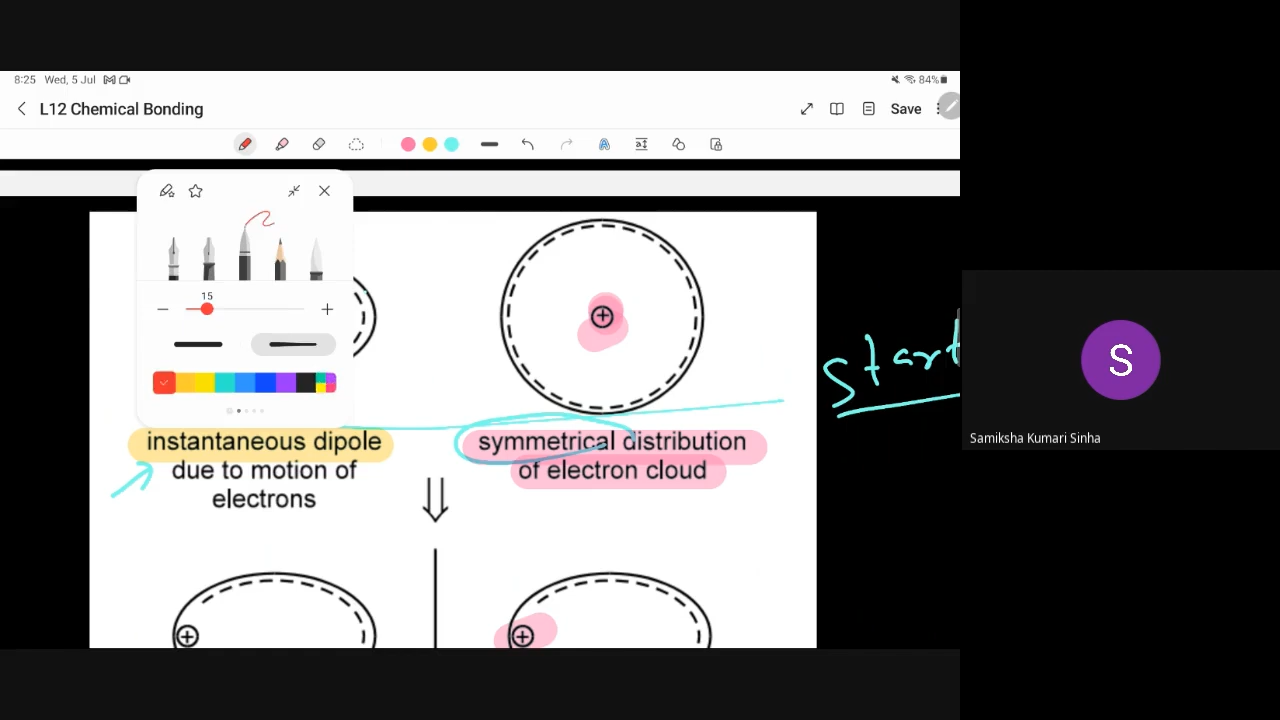 8:25 Wed, 5 Jul 84%
L12 Chemical Bonding Save
15
start
instantaneous dipole
due to motion of
electrons
symmetrical distribution
of electron cloud
+
+
+
S
Samiksha Kumari Sinha